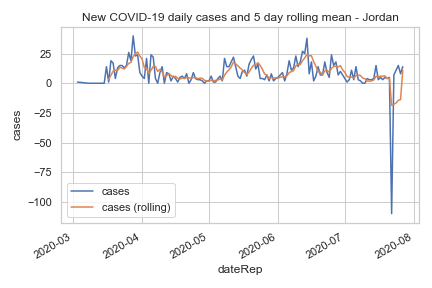 New COVID-19 daily cases and 5 day rolling mean - Jordan
25
0
−25
−50
−75
−100
cases
cases
cases (rolling)
2020-03
2020-04
2020-05
2020-06
2020-07
2020-08
dateRep